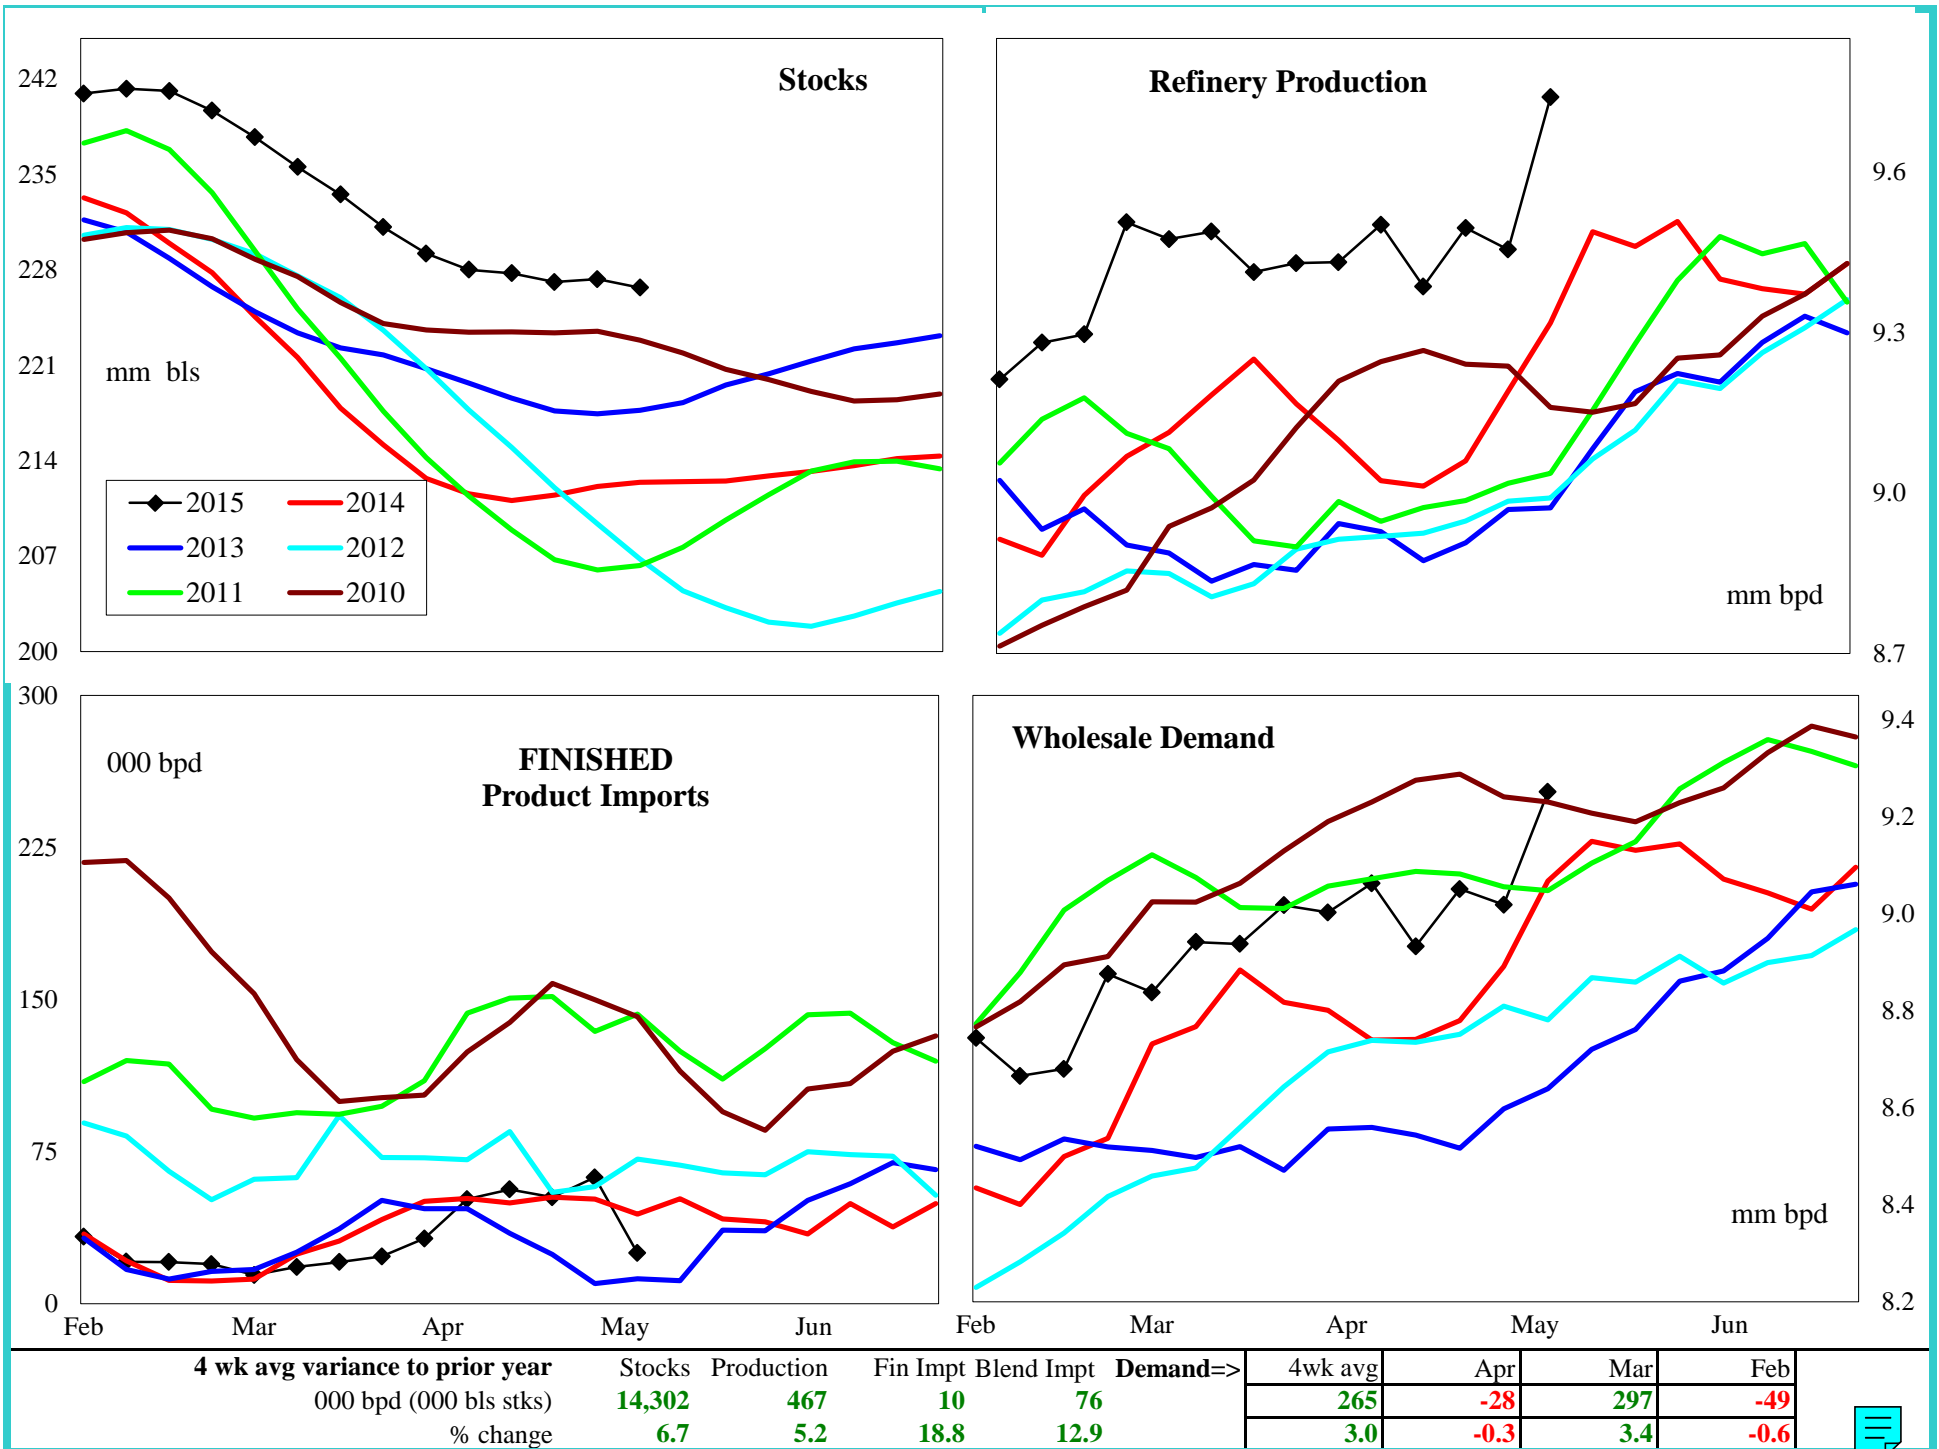 Stocks
242
235
228
221
214
207
200
mm bls
2015 2014
2013 2012
2011 2010
Refinery Production
9.6
9.3
9.0
8.7
mm bpd
FINISHED
Product Imports
000 bpd
300
225
150
75
0
Feb Mar Apr May Jun
Wholesale Demand
9.4
9.2
9.0
8.8
8.6
8.4
8.2
mm bpd
Feb Mar Apr May Jun
4 wk avg variance to prior year Stocks Production Fin Impt Blend Impt Demand=> 4wk avg Apr Mar Feb
000 bpd (000 bls stks) 14,302 467 10 76 265 -28 297 -49
% change 6.7 5.2 18.8 12.9 3.0 -0.3 3.4 -0.6